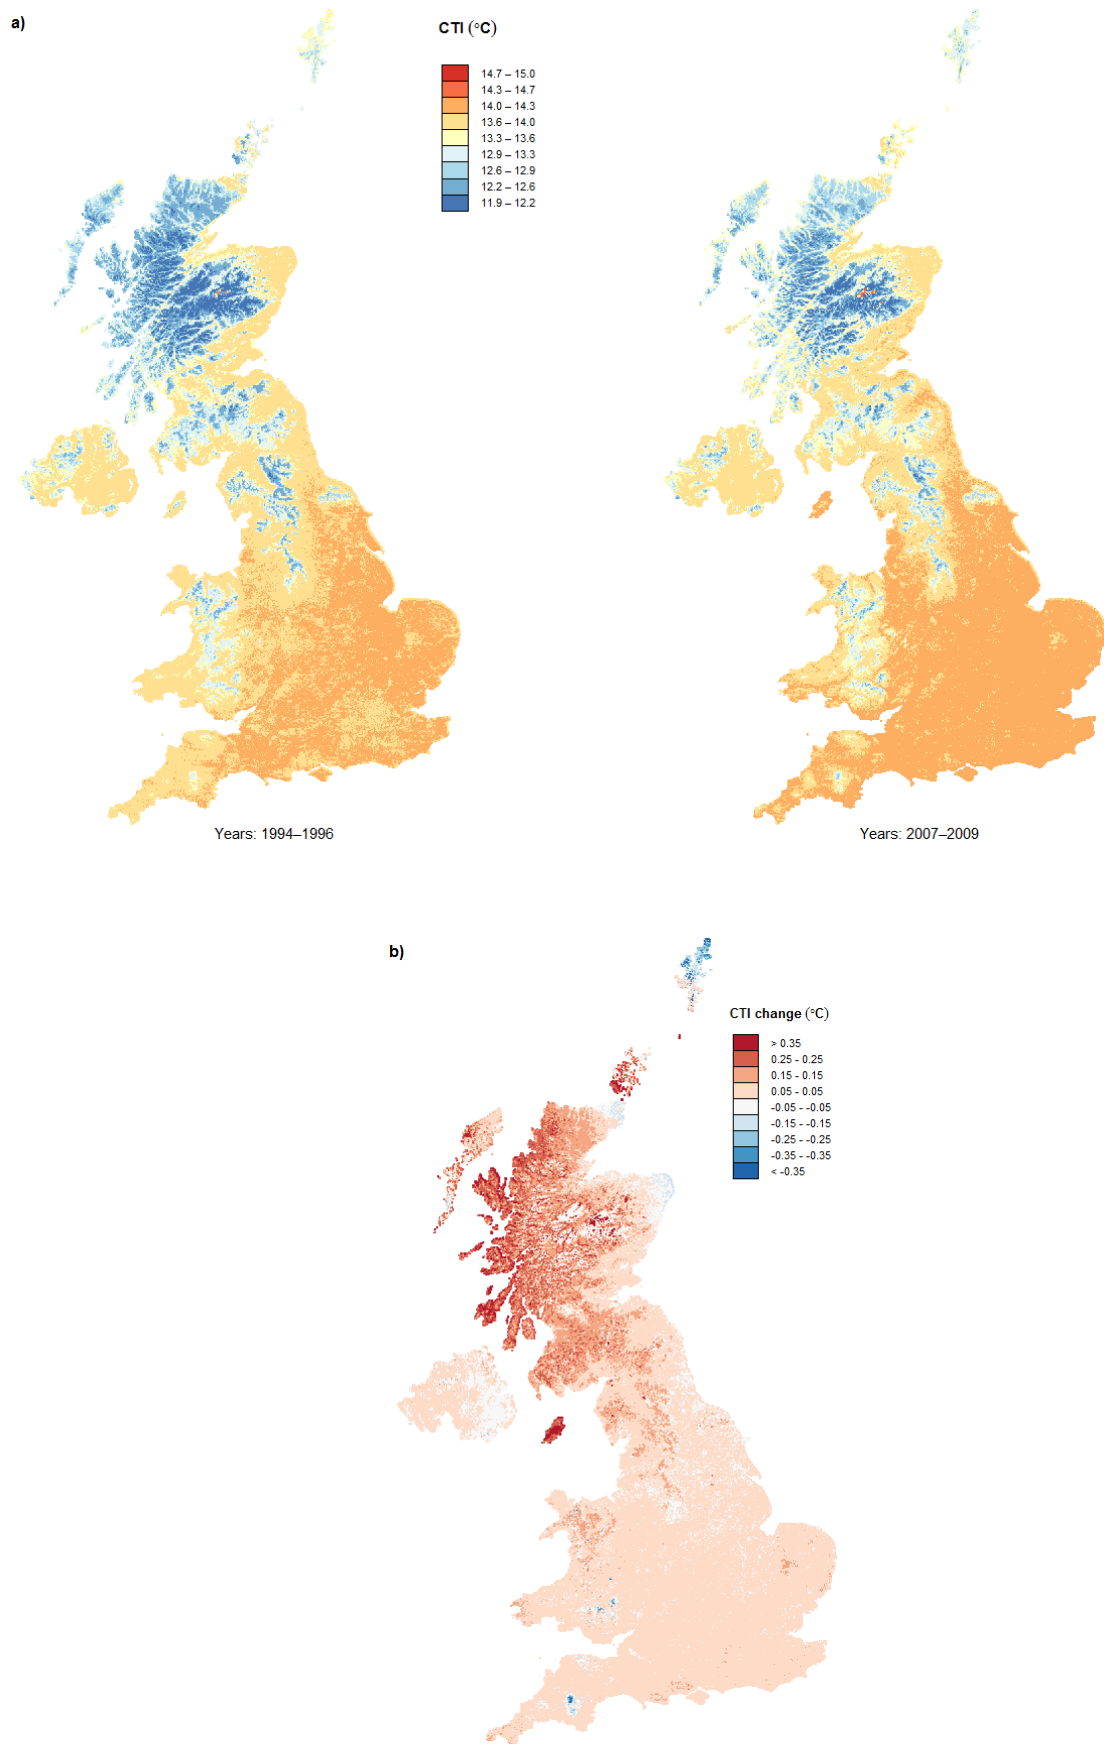 a)
CTI (°C)
14.7 – 15.0
14.3 – 14.7
14.0 – 14.3
13.6 – 14.0
13.3 – 13.6
12.9 – 13.3
12.6 – 12.9
12.2 – 12.6
11.9 – 12.2
Years: 1994–1996
Years: 2007–2009
b)
CTI change (°C)
> 0.35
0.25 - 0.25
0.15 - 0.15
0.05 - 0.05
-0.05 - -0.05
-0.15 - -0.15
-0.25 - -0.25
-0.35 - -0.35
< -0.35